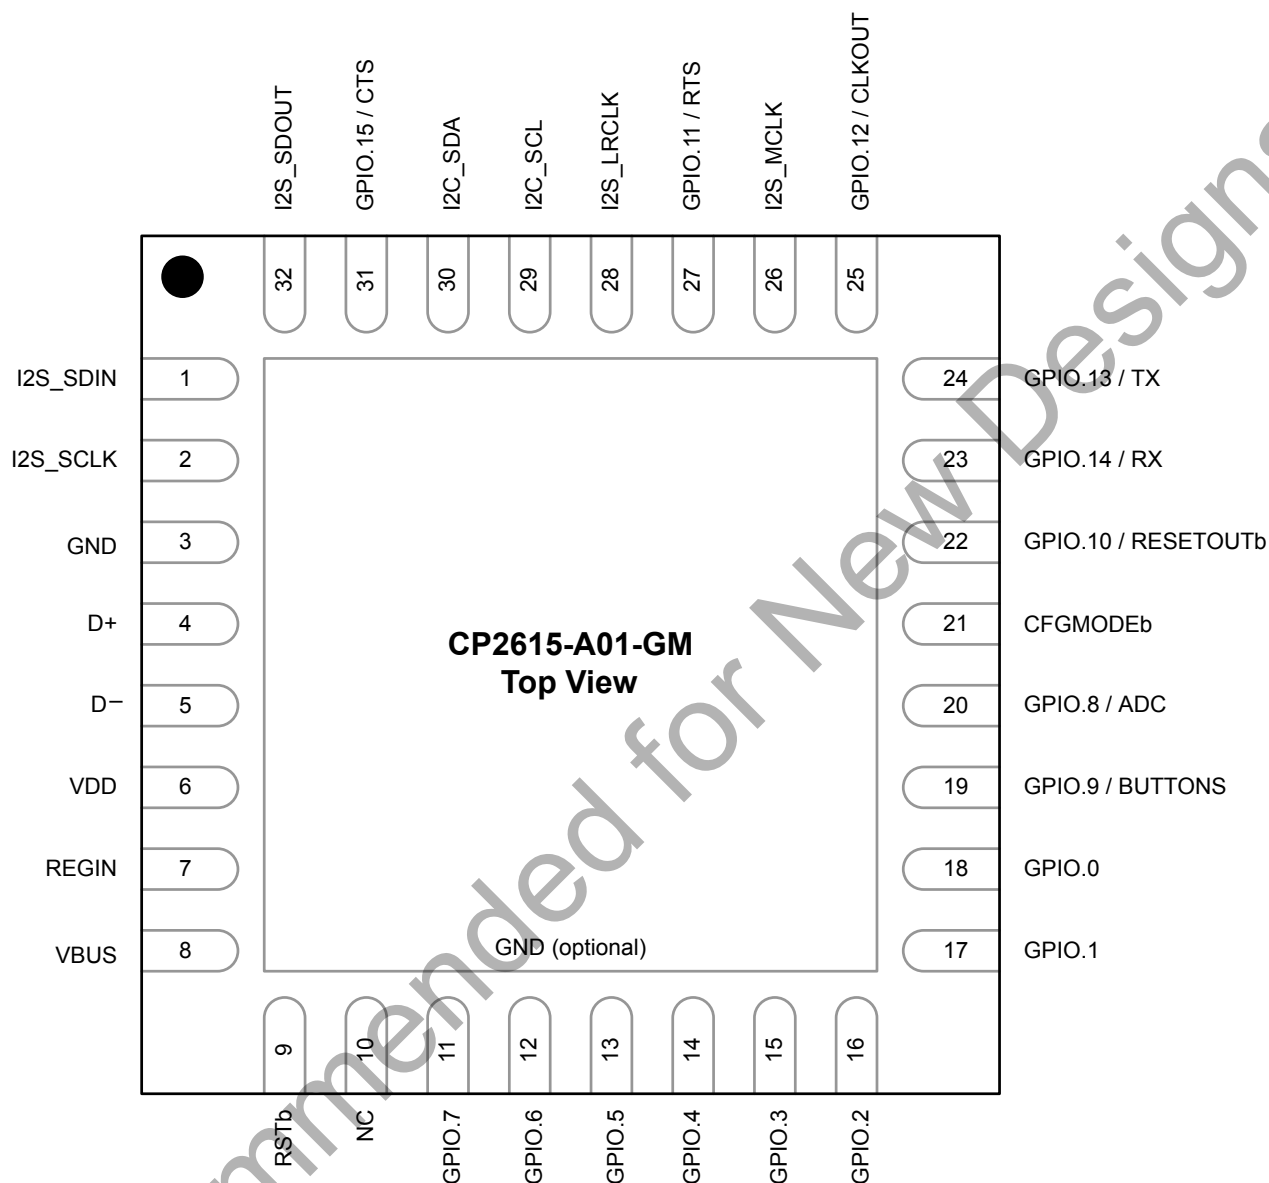 I2S_SDOUT
GPIO.15 / CTS
I2C_SDA
I2C_SCL
I2S_LRCLK
GPIO.11 / RTS
I2S_MCLK
GPIO.12 / CLKOUT
32
31
30
29
28
27
26
25
I2S_SDIN
1
I2S_SCLK
2
GND
3
D+
4
D−
5
VDD
6
REGIN
7
VBUS
8
CP2615-A01-GM
Top View
GND (optional)
24
GPIO.13 / TX
23
GPIO.14 / RX
22
GPIO.10 / RESETOUTb
21
CFGMODEb
20
GPIO.8 / ADC
19
GPIO.9 / BUTTONS
18
GPIO.0
17
GPIO.1
9
10
11
12
13
14
15
16
RSTb
NC
GPIO.7
GPIO.6
GPIO.5
GPIO.4
GPIO.3
GPIO.2
mmended for New Designs